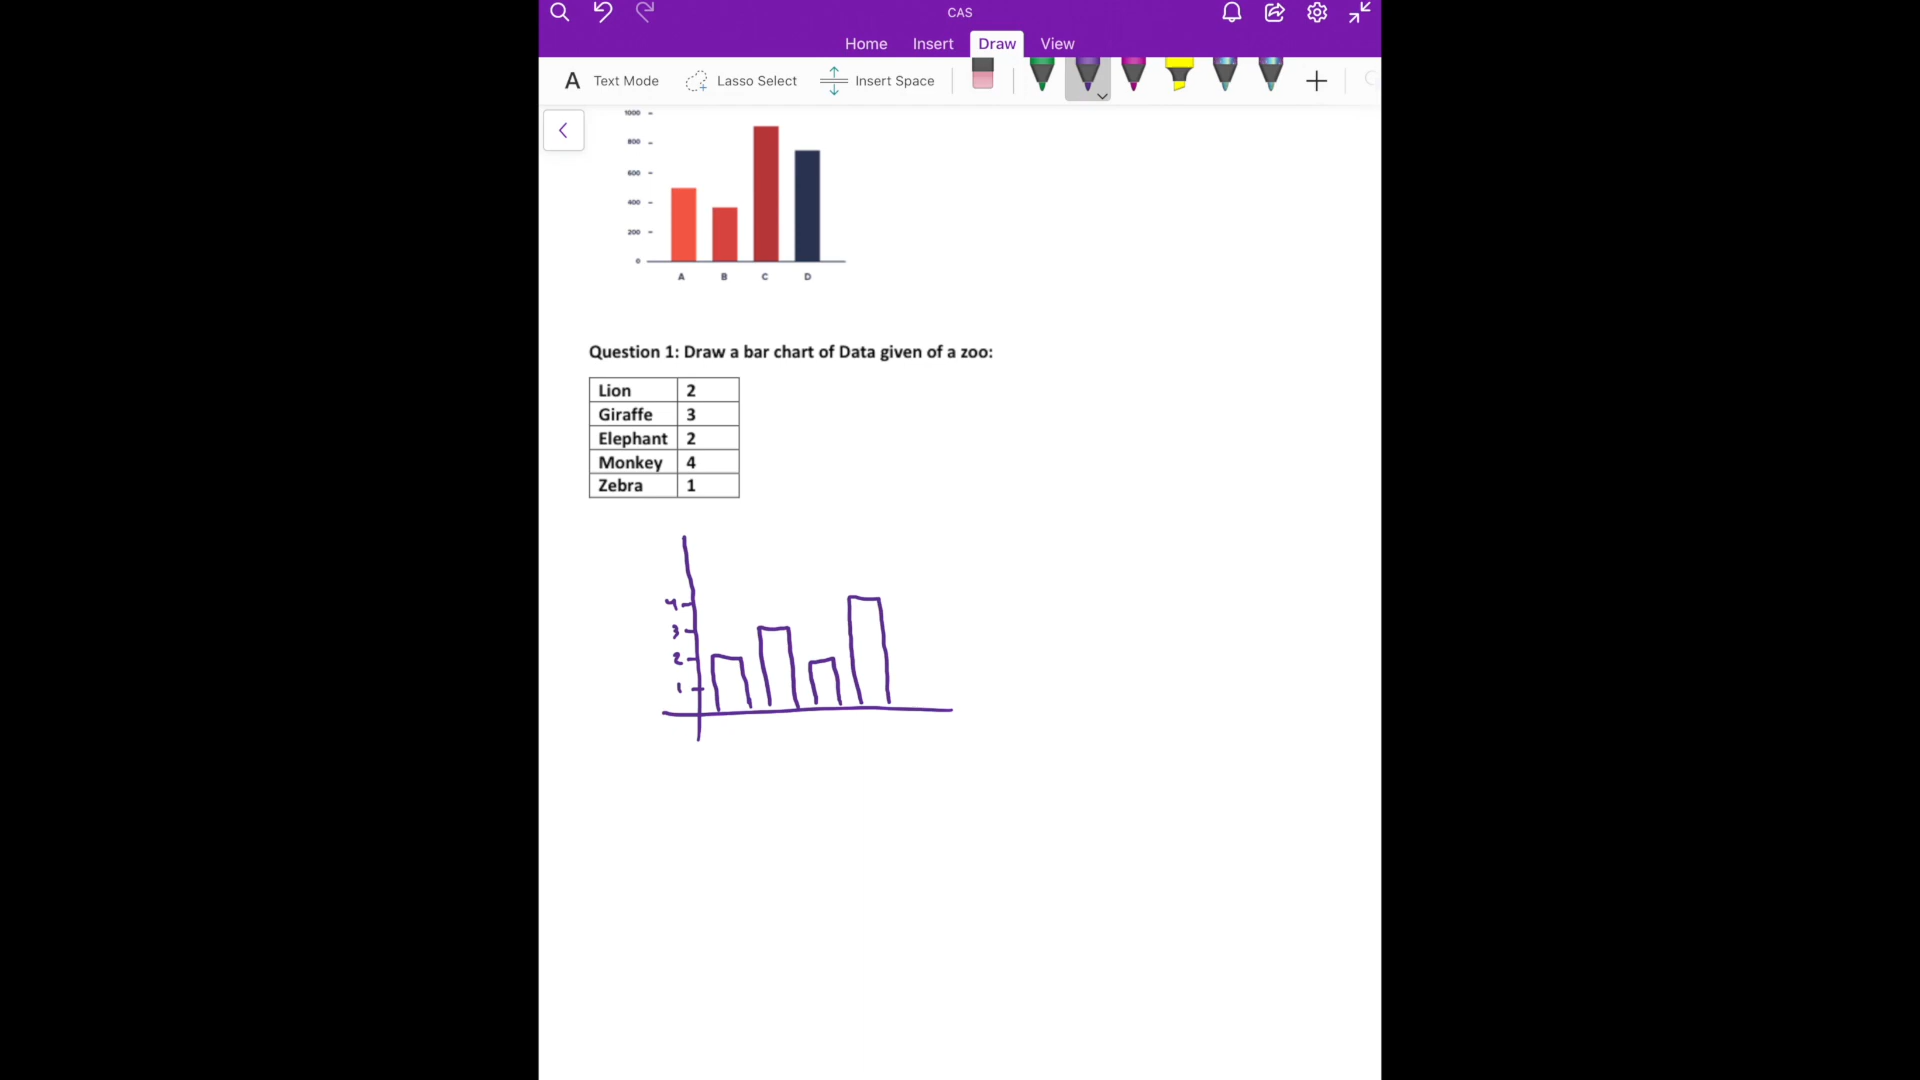 CAS
Home Insert Draw View
A Text Mode Lasso Select Insert Space
1000
800
600
400
200
0
A B C D
Question 1: Draw a bar chart of Data given of a zoo:
Lion 2
Giraffe 3
Elephant 2
Monkey 4
Zebra 1
4
3
2
1